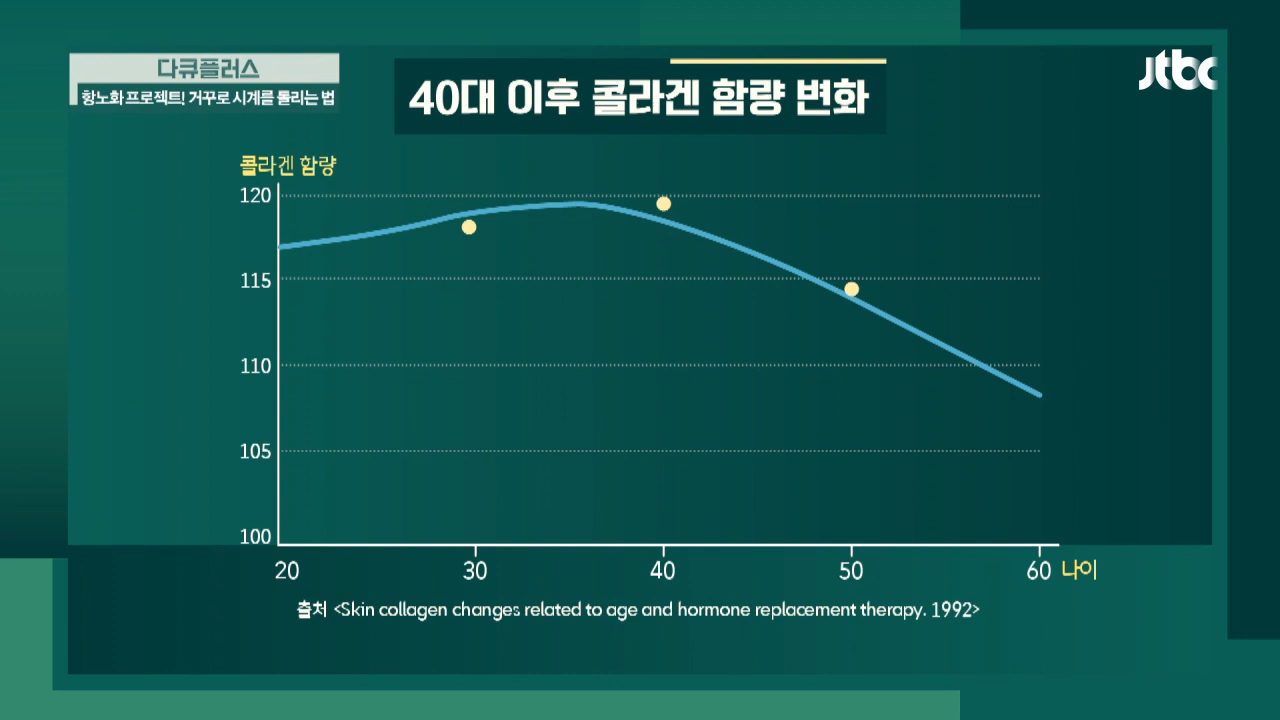 다큐플러스
항노화 프로젝트! 거꾸로 시계를 돌리는 법
jtbc
40대 이후 콜라겐 함량 변화
콜라겐 함량
120
115
110
105
100
20 30 40 50 60 나이
출처 <Skin collagen changes related to age and hormone replacement therapy. 1992>